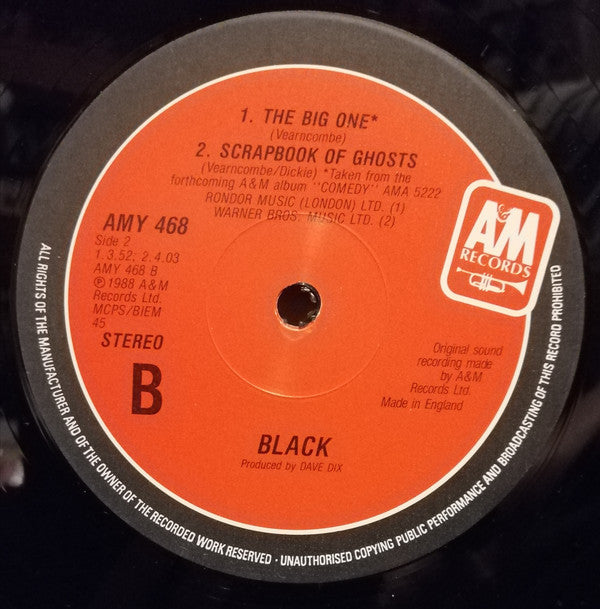 1. THE BIG ONE*
(Vearncombe)
2. SCRAPBOOK OF GHOSTS
(Vearncombe/Dickie) *Taken from the
forthcoming A&M album "COMEDY" AMA 5222
RONDOR MUSIC (LONDON) LTD. (1)
WARNER BROS. MUSIC LTD. (2)
AMY 468
Side 2
1. 3.52; 2. 4.03
AMY 468 B
℗ 1988 A&M
Records Ltd.
MCPS/BIEM
45
STEREO
B
A&M
RECORDS
Original sound
recording made
by A&M
Records Ltd.
Made in England
BLACK
Produced by DAVE DIX
ALL RIGHTS OF THE MANUFACTURER AND OF THE OWNER OF THE RECORDED WORK RESERVED · UNAUTHORISED COPYING PUBLIC PERFORMANCE AND BROADCASTING OF THIS RECORD PROHIBITED